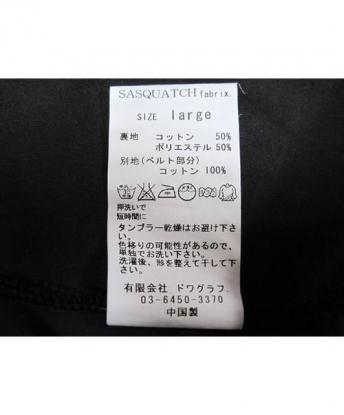 SASQUATCH fabrix.
SIZE large
裏地 コットン 50%
ポリエステル 50%
別地(ベルト部分)
コットン 100%
押洗いで
短時間に
タンブラー乾燥はお避け下さい。
色移りの可能性があるので、
単独でお洗い下さい。
洗濯後、形を整えて干して下さい。
有限会社 ドワグラフ.
03-6450-3370
中国製